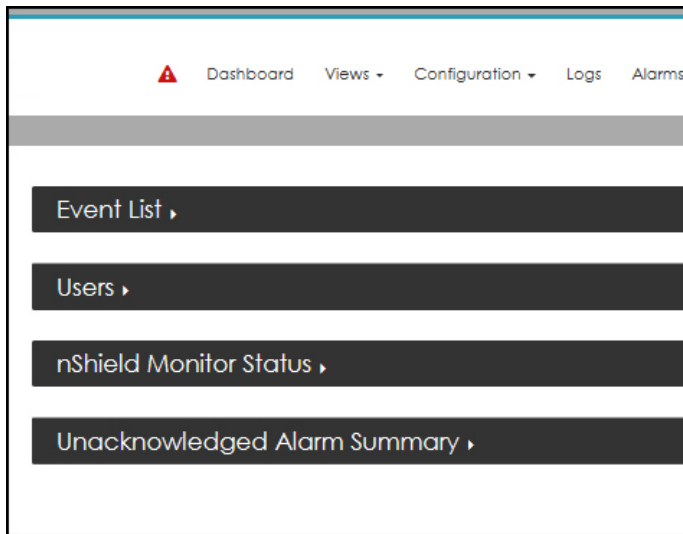 Dashboard Views Configuration Logs Alarms
Event List
Users
nShield Monitor Status
Unacknowledged Alarm Summary